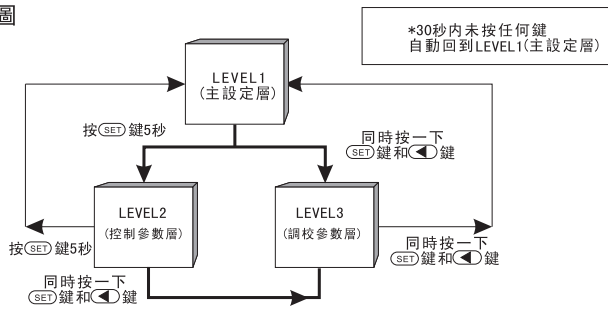 圖
*30秒內未按任何鍵
自動回到LEVEL1(主設定層)
LEVEL1
(主設定層)
按SET鍵5秒
同時按一下
SET鍵和◀鍵
LEVEL2
(控制參數層)
LEVEL3
(調校參數層)
按SET鍵5秒
同時按一下
SET鍵和◀鍵
同時按一下
SET鍵和◀鍵